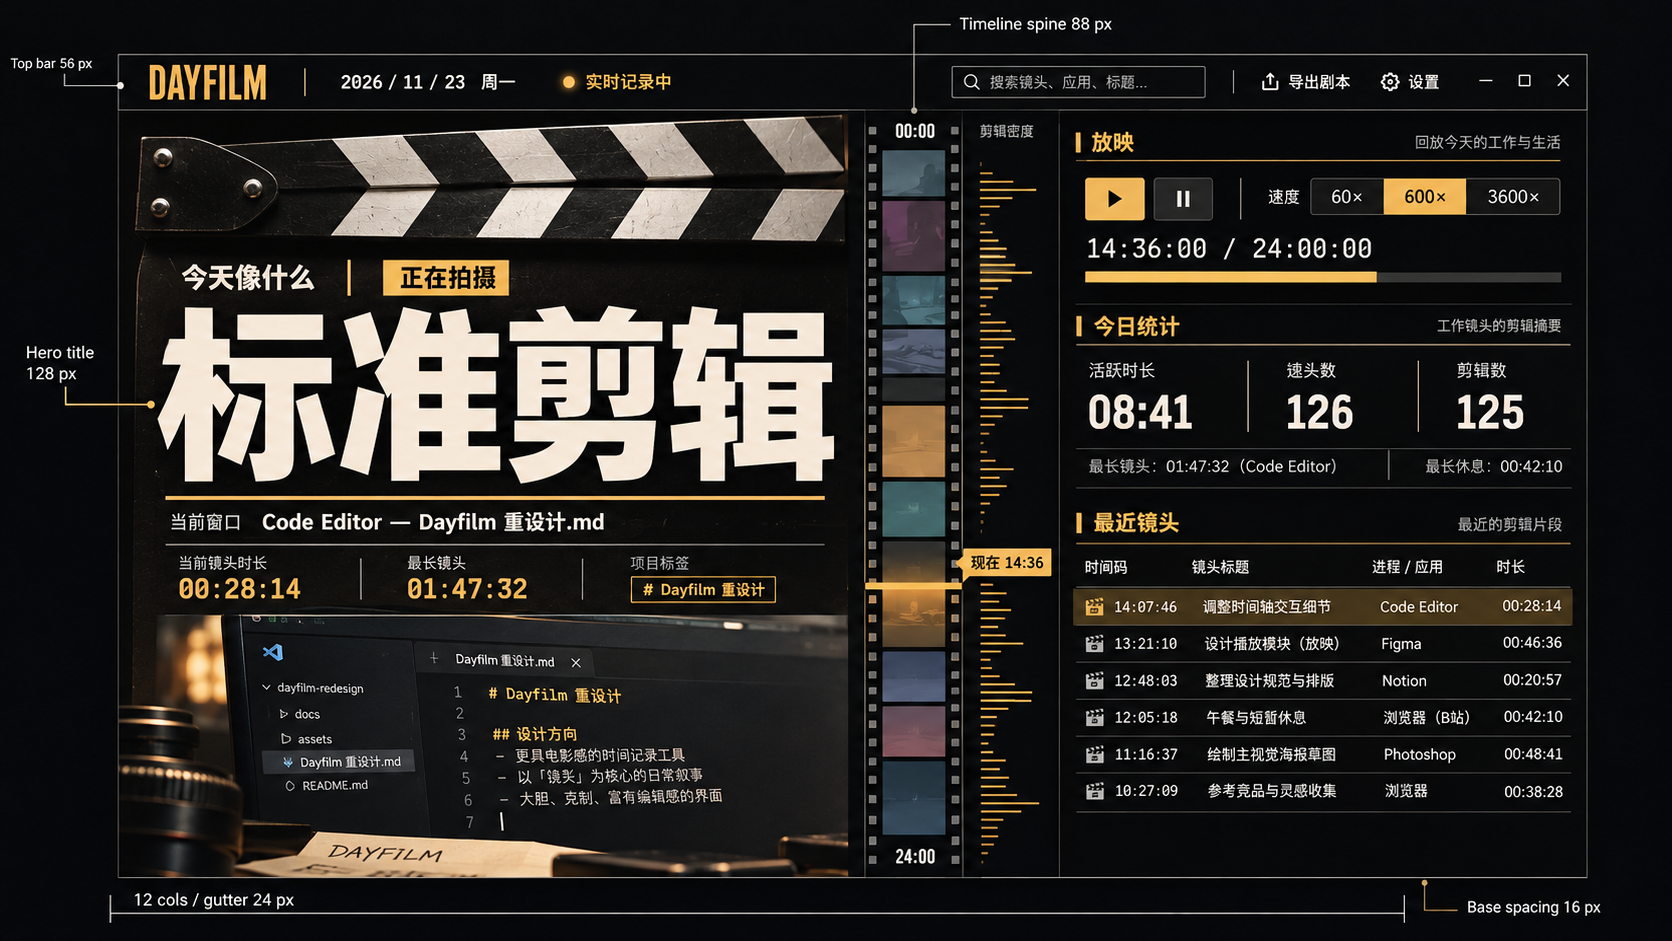 Timeline spine 88 px
Top bar 56 px
DAYFILM
2026 / 11 / 23 周一
实时记录中
搜索镜头、应用、标题...
导出剧本
设置
00:00
剪辑密度
放映
回放今天的工作与生活
速度
60×
600×
3600×
14:36:00 / 24:00:00
今天像什么
正在拍摄
标准剪辑
Hero title
128 px
当前窗口
Code Editor — Dayfilm 重设计.md
当前镜头时长
00:28:14
最长镜头
01:47:32
项目标签
# Dayfilm 重设计
今日统计
工作镜头的剪辑摘要
活跃时长
08:41
速头数
126
剪辑数
125
最长镜头：01:47:32（Code Editor）
最长休息：00:42:10
现在 14:36
最近镜头
最近的剪辑片段
时间码 镜头标题 进程 / 应用 时长
14:07:46 调整时间轴交互细节 Code Editor 00:28:14
13:21:10 设计播放模块（放映） Figma 00:46:36
12:48:03 整理设计规范与排版 Notion 00:20:57
12:05:18 午餐与短暂休息 浏览器（B站） 00:42:10
11:16:37 绘制主视觉海报草图 Photoshop 00:48:41
10:27:09 参考竞品与灵感收集 浏览器 00:38:28
Dayfilm 重设计.md
dayfilm-redesign
docs
assets
Dayfilm 重设计.md
README.md
1 # Dayfilm 重设计
2
3 ## 设计方向
4 - 更具电影感的时间记录工具
5 - 以「镜头」为核心的日常叙事
6 - 大胆、克制、富有编辑感的界面
7
DAYFILM
24:00
12 cols / gutter 24 px
Base spacing 16 px